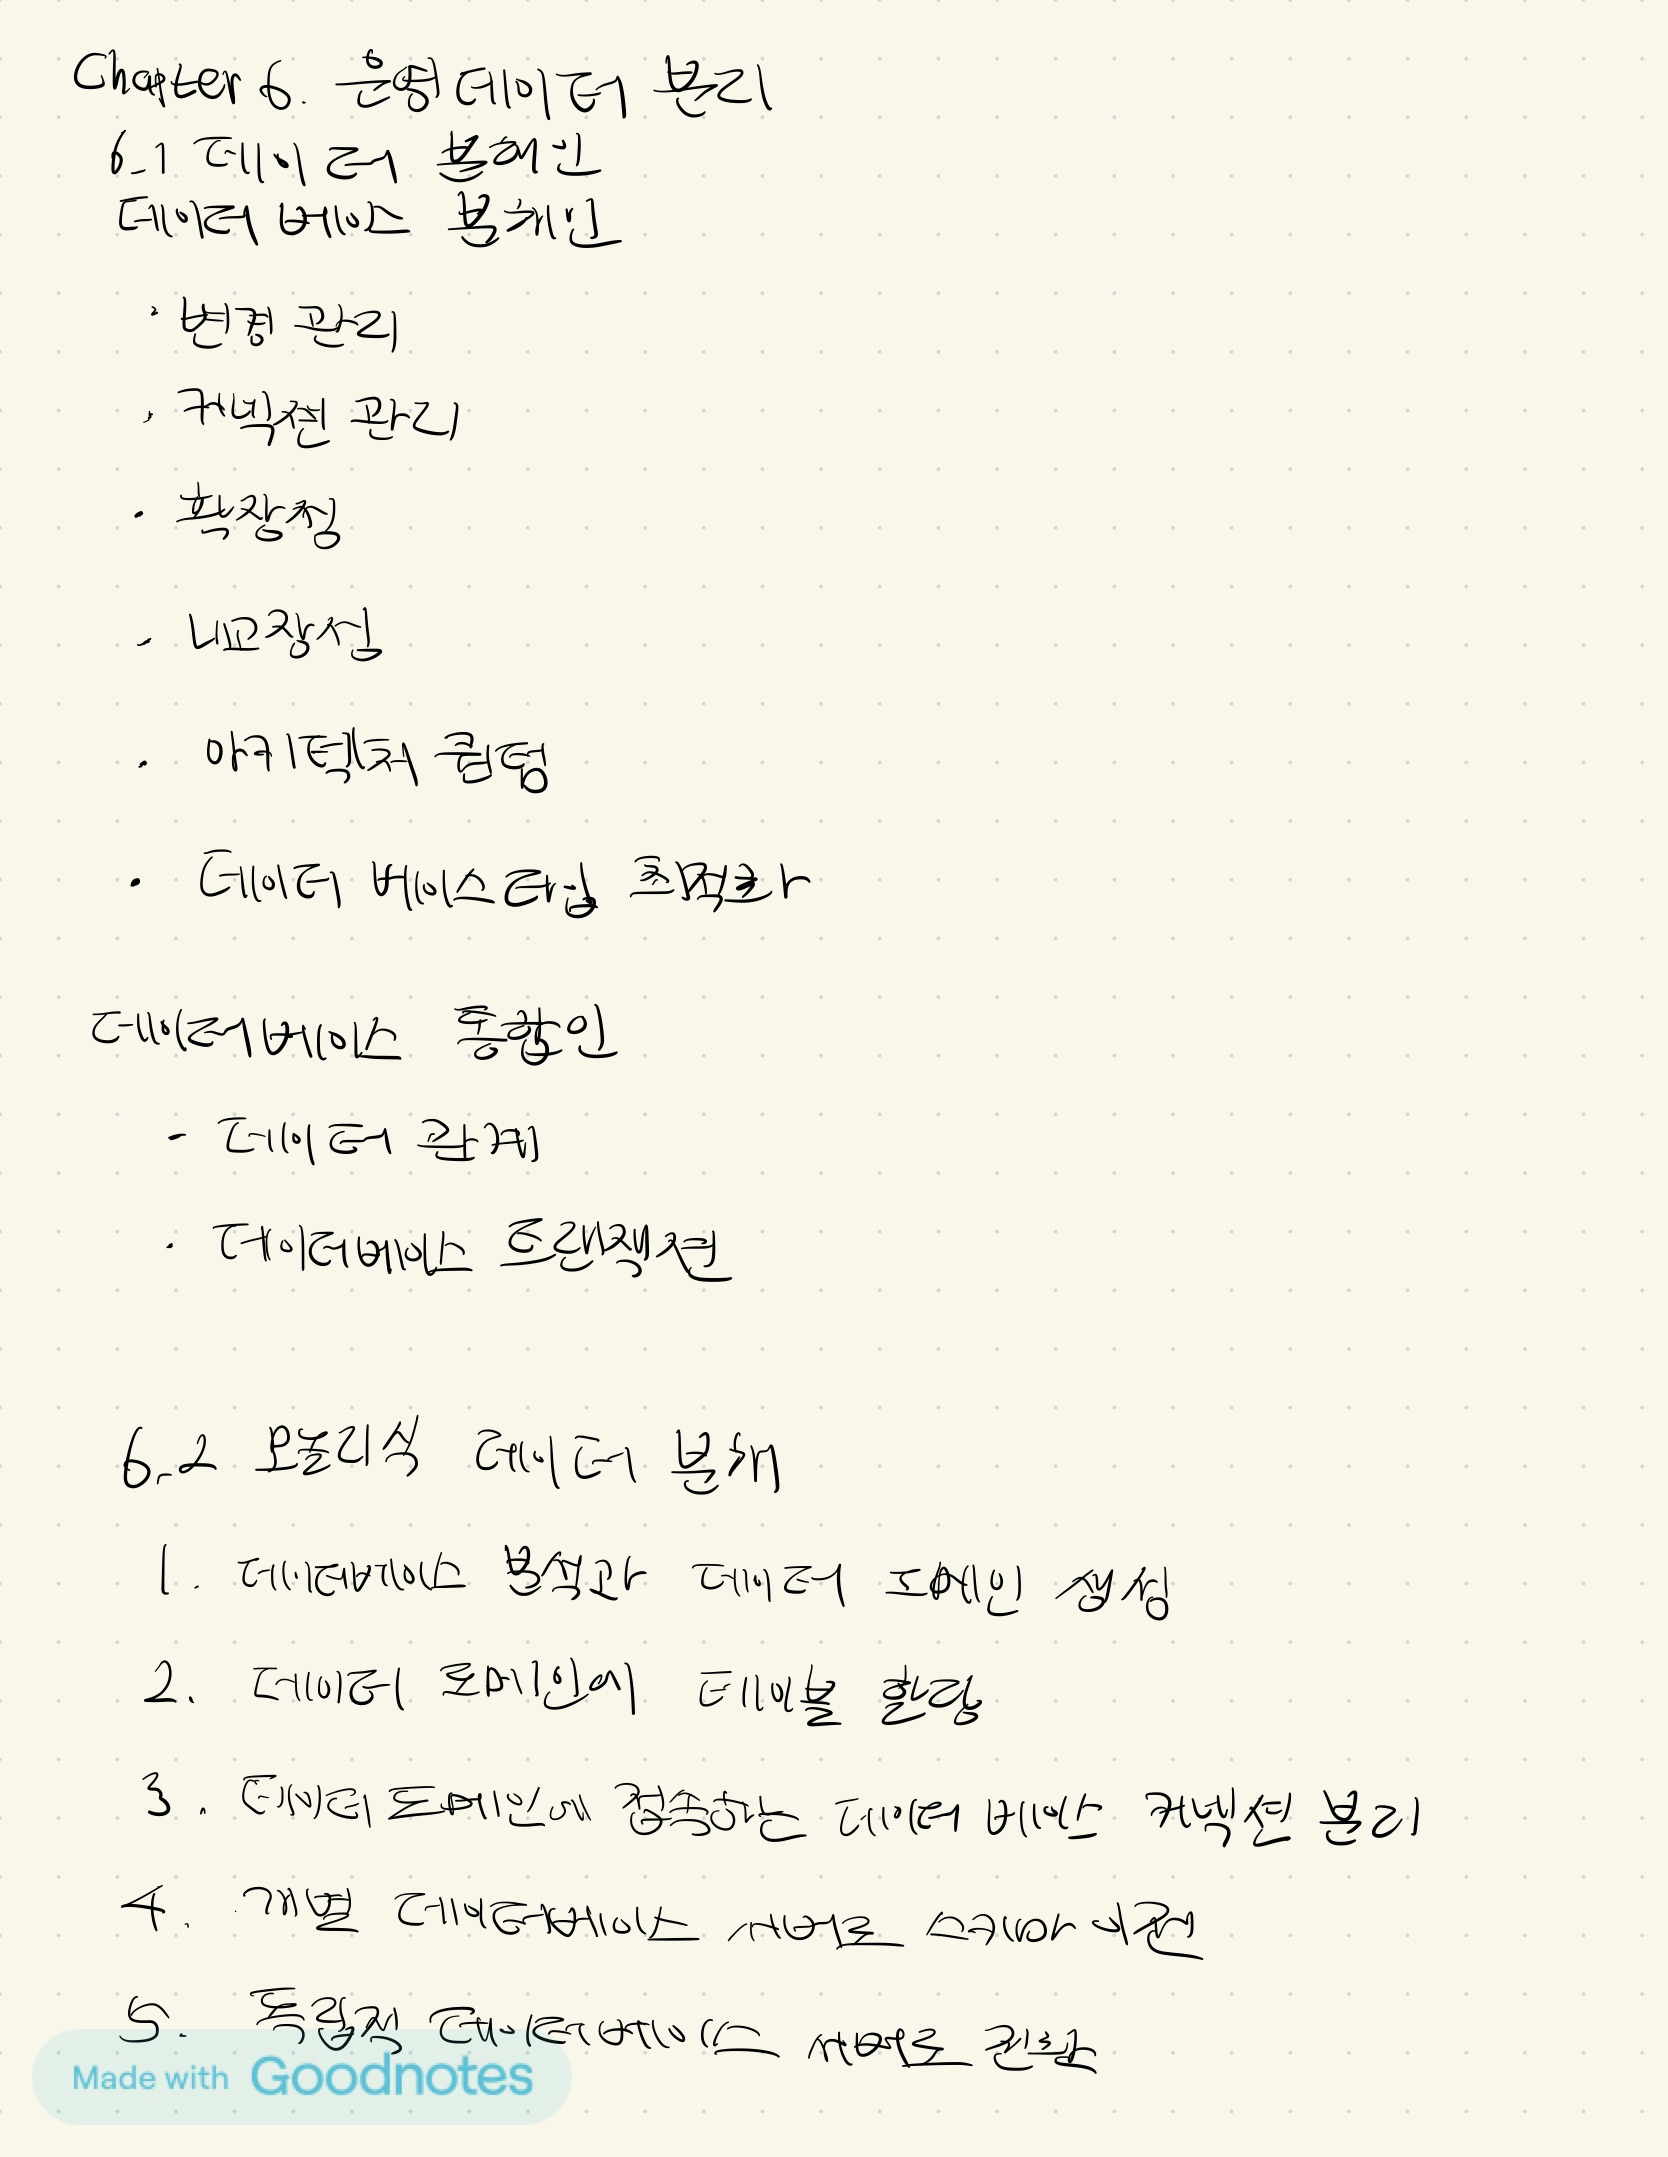 Chapter 6. 운영 데이터 분리
6.1 데이터 분해인
데이터 베이스 분해인
· 변경 관리
· 커넥션 관리
· 확장성
· 내고장성
· 아키텍처 퀀텀
· 데이터 베이스 타입 최적화
데이터베이스 통합인
- 데이터 관계
· 데이터베이스 트랜잭션
6.2 모놀리식 데이터 분해
1. 데이터베이스 분석과 데이터 도메인 생성
2. 데이터 도메인에 테이블 할당
3. 데이터 도메인에 접속하는 데이터 베이스 커넥션 분리
4. 개별 데이터베이스 서버로 스키마 이전
5. 독립적 데이터베이스 서버로 전환
Made with Goodnotes